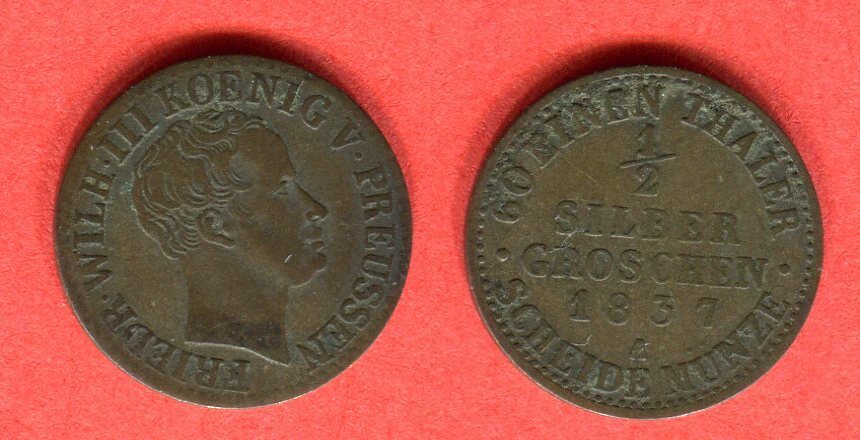 FRIEDR·WILH·III KOENIG V·PREUSSEN
60 EINEN THALER
1/2
SILBER
GROSCHEN
1837
A
SCHEIDE MÜNZE